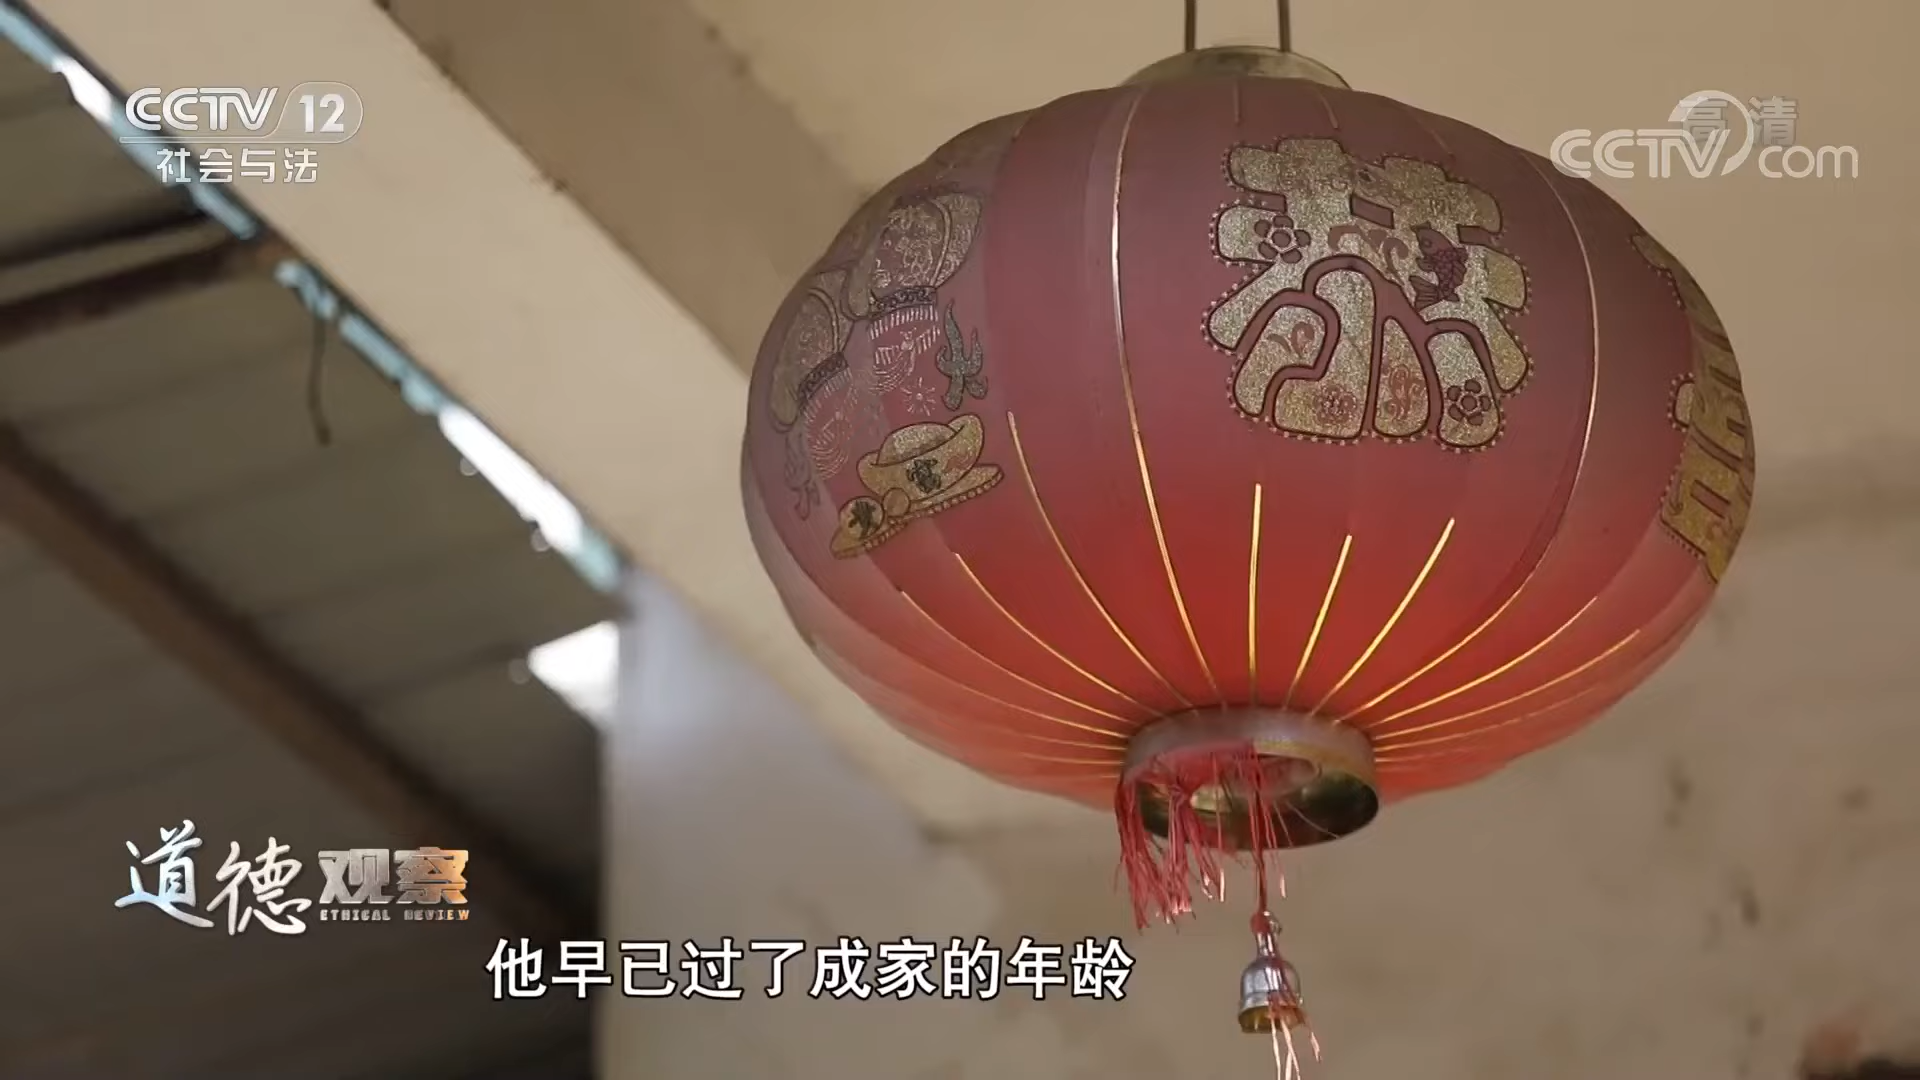 CCTV 12
社会与法
高清
CCTV.com
荣
道德观察
ETHICAL REVIEW
他早已过了成家的年龄